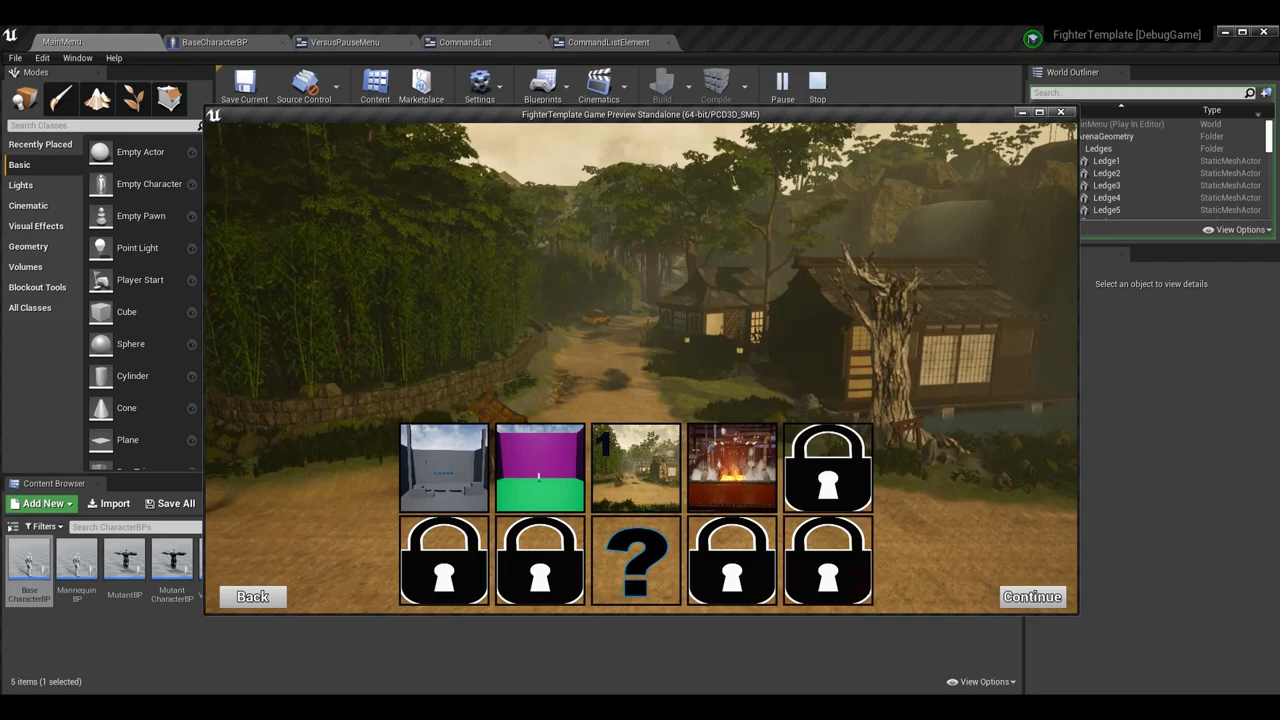 MainMenu
BaseCharacterBP
VersusPauseMenu
CommandList
CommandListElement
FighterTemplate [DebugGame]
File Edit Window Help
Modes
Search Classes
Recently Placed
Basic
Lights
Cinematic
Visual Effects
Geometry
Volumes
Blockout Tools
All Classes
Empty Actor
Empty Character
Empty Pawn
Point Light
Player Start
Cube
Sphere
Cylinder
Cone
Plane
Save Current
Source Control
Content
Marketplace
Settings
Blueprints
Cinematics
Build
Compile
Pause
Stop
FighterTemplate Game Preview Standalone (64-bit/PCD3D_SM5)
1
?
Back
Continue
World Outliner
Search...
Type
(Play In Editor) World
Folder
Ledges Folder
Ledge1 StaticMeshActor
Ledge2 StaticMeshActor
Ledge3 StaticMeshActor
Ledge4 StaticMeshActor
Ledge5 StaticMeshActor
View Options
Select an object to view details.
Content Browser
Add New Import Save All
Filters Search CharacterBPs
Base
CharacterBP
Mannequin
BP
MutantBP
Mutant
CharacterBP
5 items (1 selected)
View Options